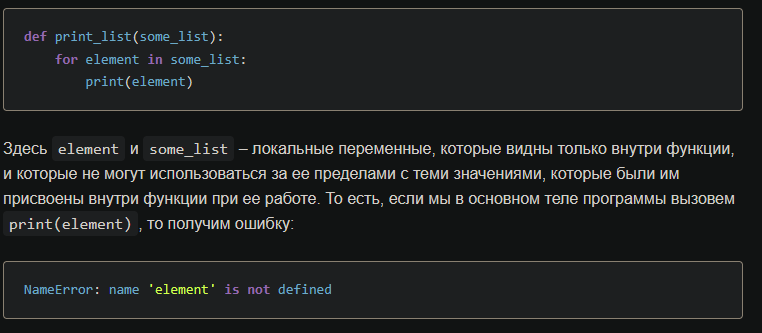 def print_list(some_list):
    for element in some_list:
        print(element)
Здесь element и some_list – локальные переменные, которые видны только внутри функции,
и которые не могут использоваться за ее пределами с теми значениями, которые были им
присвоены внутри функции при ее работе. То есть, если мы в основном теле программы вызовем
print(element), то получим ошибку:
NameError: name 'element' is not defined